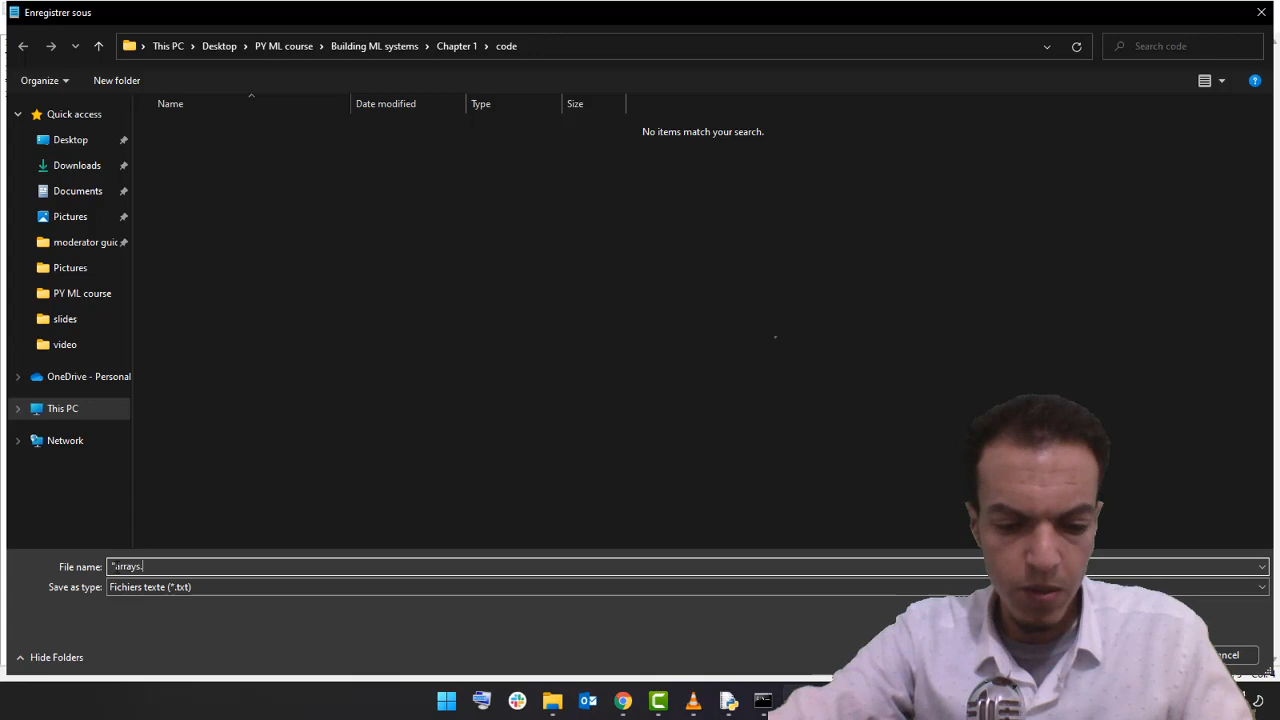 Enregistrer sous
This PC > Desktop > PY ML course > Building ML systems > Chapter 1 > code
Search code
Organize
New folder
Name
Date modified
Type
Size
No items match your search.
Quick access
Desktop
Downloads
Documents
Pictures
moderator guid
Pictures
PY ML course
slides
video
OneDrive - Personal
This PC
Network
File name:
"arrays.
Save as type:
Fichiers texte (*.txt)
Hide Folders
ncel